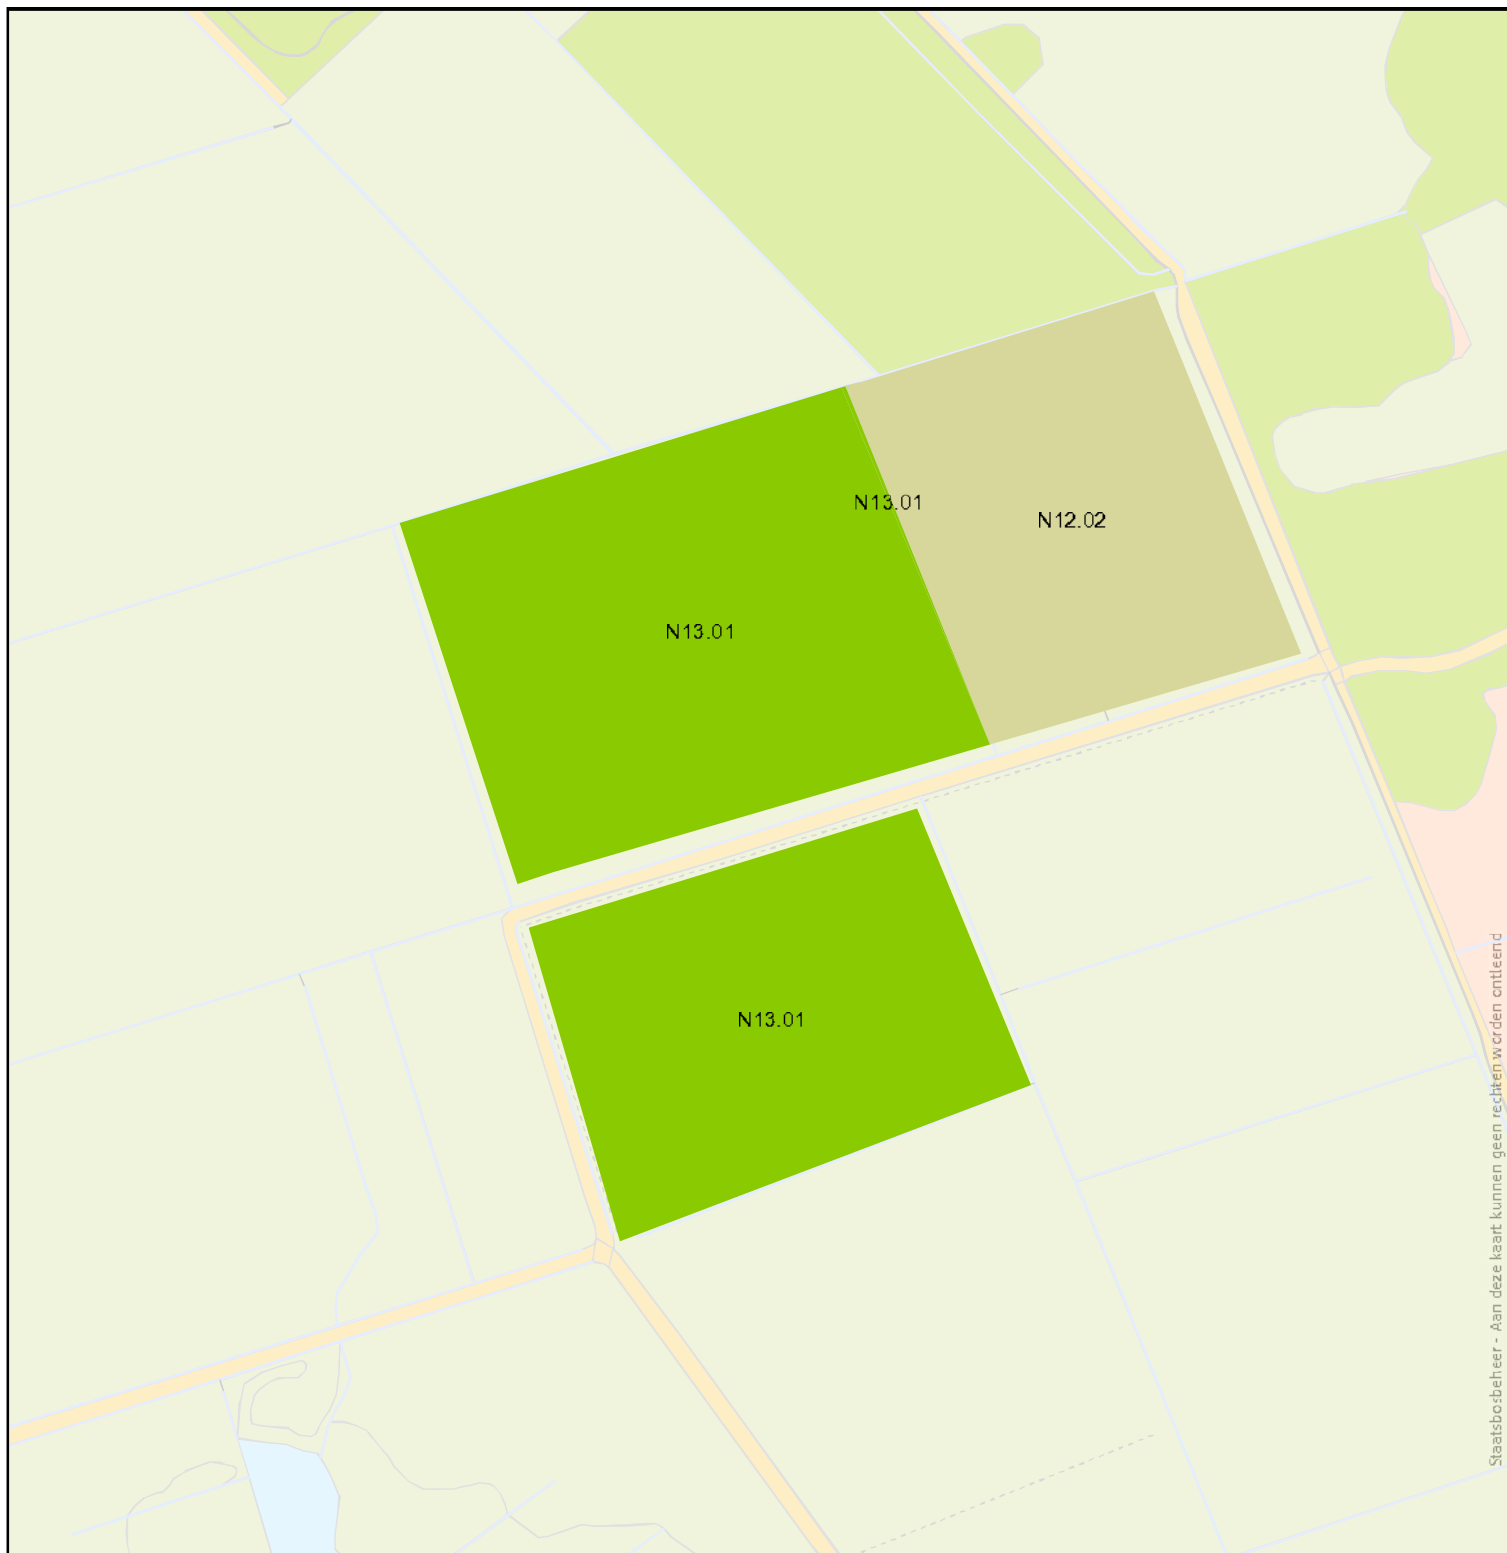 N13.01
N12.02
N13.01
N13.01
Staatsbosbeheer - Aan deze kaart kunnen geen rechten worden ontleend